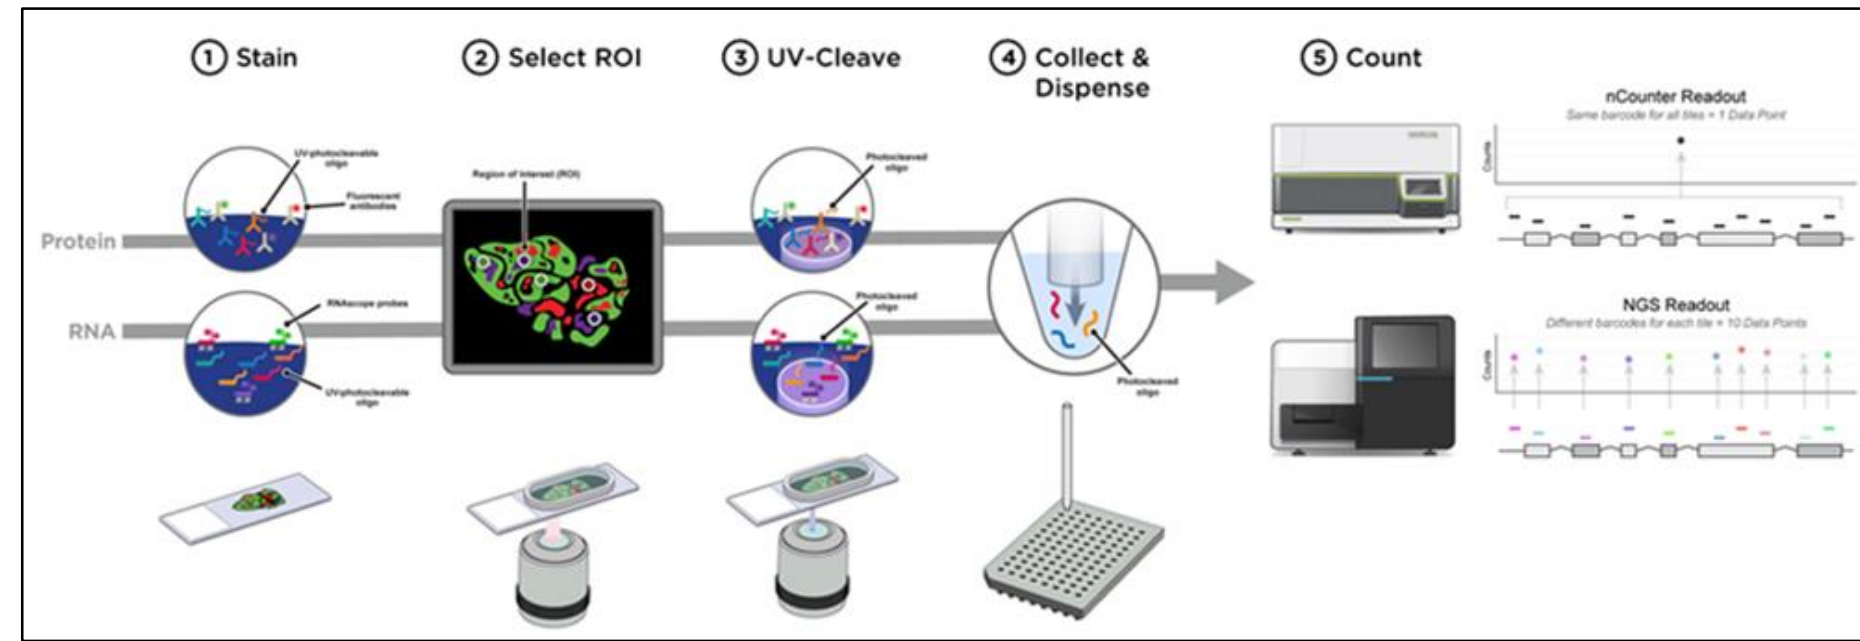 1 Stain
2 Select ROI
3 UV-Cleave
4 Collect &
Dispense
5 Count
Protein
RNA
UV-photocleavable
oligo
Fluorescent
antibodies
RNAscope probes
UV-photocleavable
oligo
Region of Interest (ROI)
Photocleaved
oligo
Photocleaved
oligo
Photocleaved
oligo
nCounter Readout
Same barcode for all tiles = 1 Data Point
Counts
NGS Readout
Different barcodes for each tile = 10 Data Points
Counts